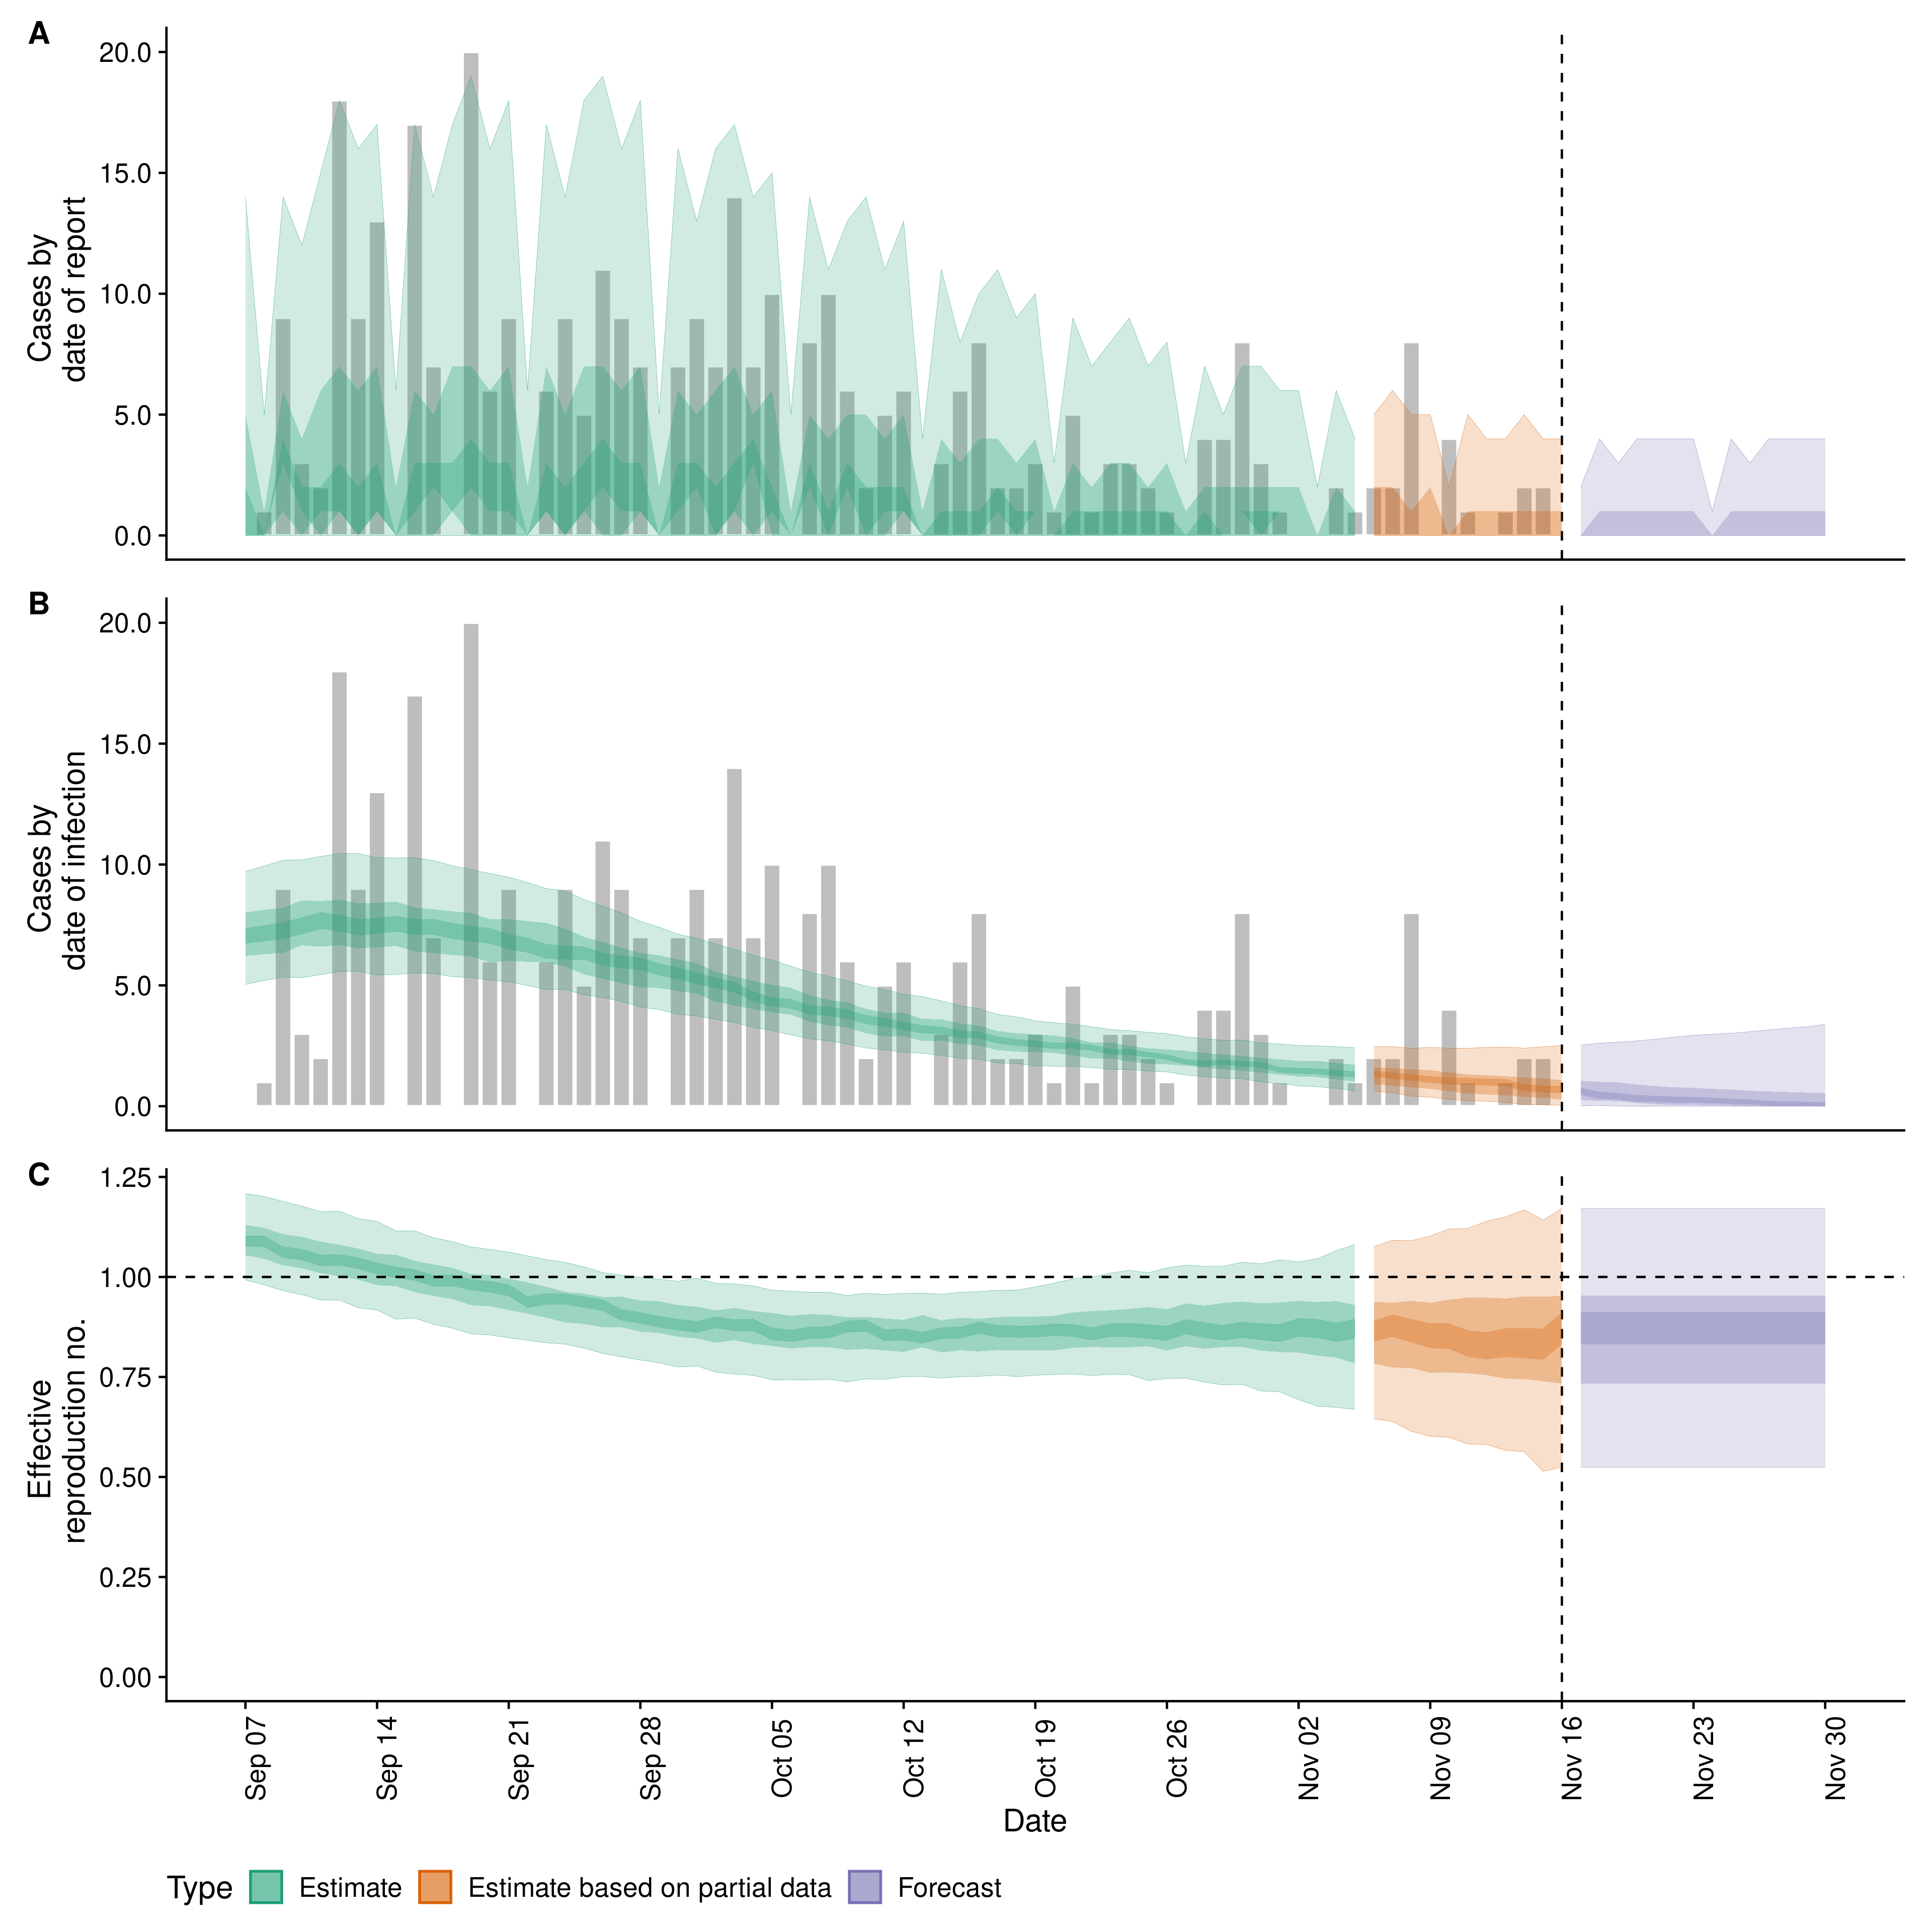 A
20.0
15.0
10.0
5.0
0.0
Cases by
date of report
B
20.0
15.0
10.0
5.0
0.0
Cases by
date of infection
C
1.25
1.00
0.75
0.50
0.25
0.00
Effective
reproduction no.
Sep 07
Sep 14
Sep 21
Sep 28
Oct 05
Oct 12
Oct 19
Oct 26
Nov 02
Nov 09
Nov 16
Nov 23
Nov 30
Date
Type Estimate Estimate based on partial data Forecast